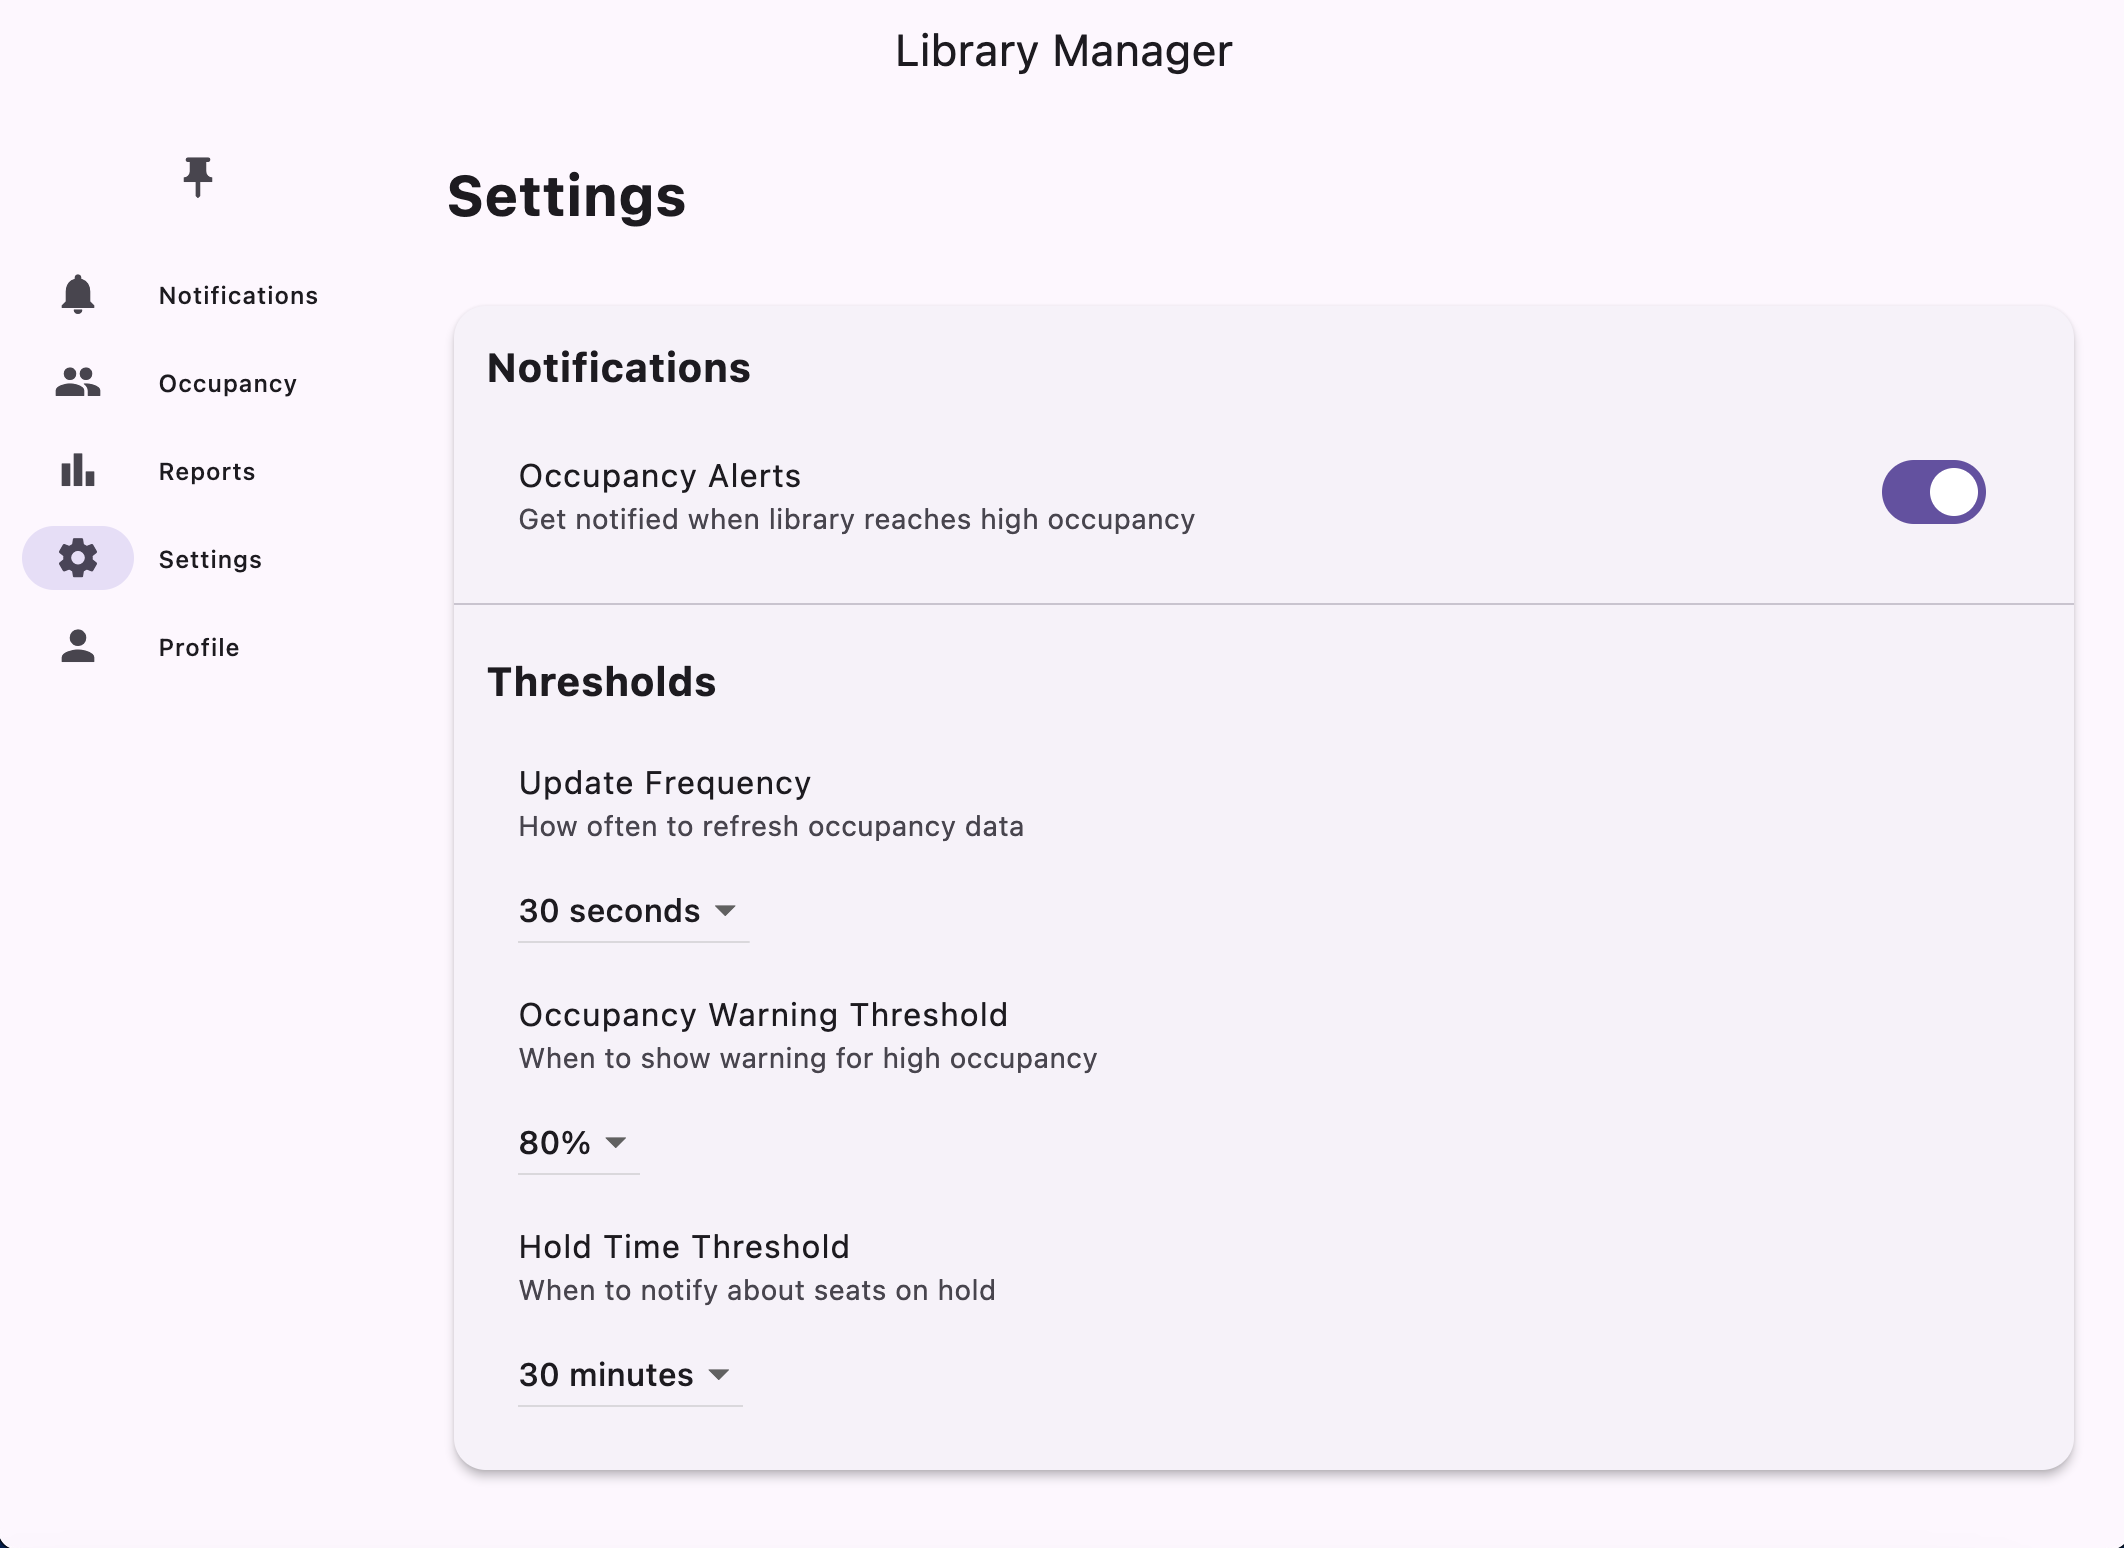 Library Manager
Notifications
Occupancy
Reports
Settings
Profile
Settings
Notifications
Occupancy Alerts
Get notified when library reaches high occupancy
Thresholds
Update Frequency
How often to refresh occupancy data
30 seconds
Occupancy Warning Threshold
When to show warning for high occupancy
80%
Hold Time Threshold
When to notify about seats on hold
30 minutes